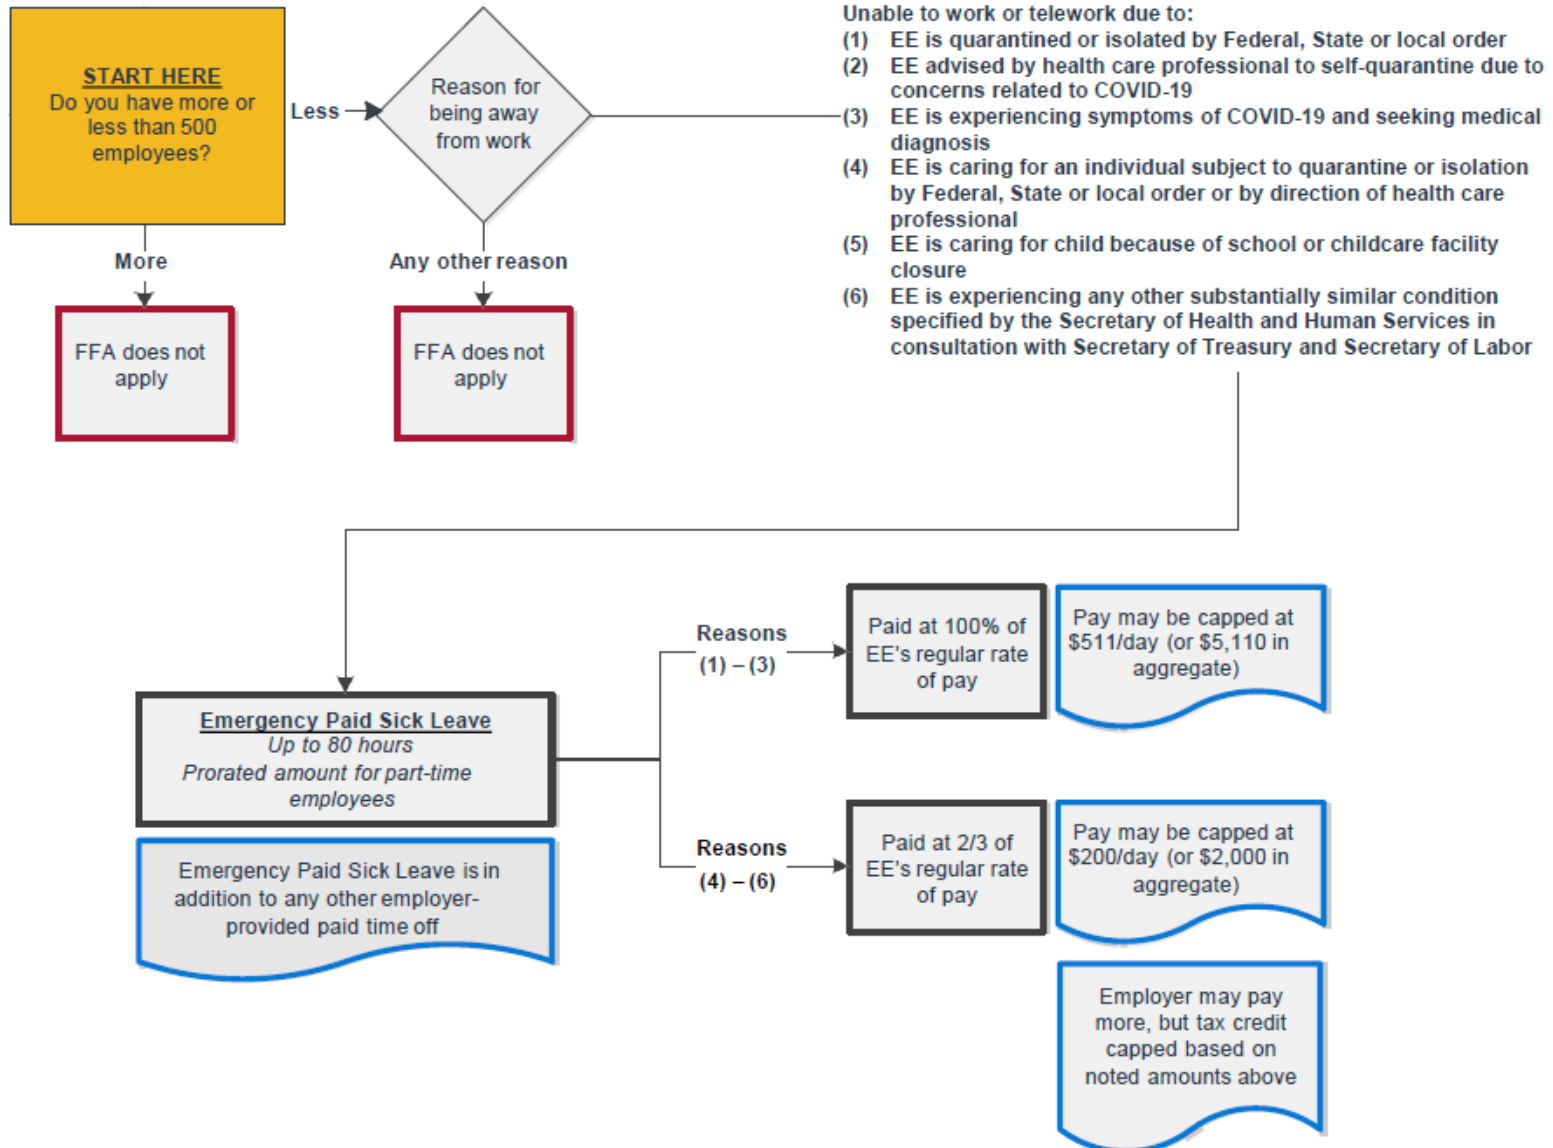 START HERE
Do you have more or
less than 500
employees?
Less
Reason for
being away
from work
Unable to work or telework due to:
(1) EE is quarantined or isolated by Federal, State or local order
(2) EE advised by health care professional to self-quarantine due to
concerns related to COVID-19
(3) EE is experiencing symptoms of COVID-19 and seeking medical
diagnosis
(4) EE is caring for an individual subject to quarantine or isolation
by Federal, State or local order or by direction of health care
professional
(5) EE is caring for child because of school or childcare facility
closure
(6) EE is experiencing any other substantially similar condition
specified by the Secretary of Health and Human Services in
consultation with Secretary of Treasury and Secretary of Labor
More
Any other reason
FFA does not
apply
FFA does not
apply
Emergency Paid Sick Leave
Up to 80 hours
Prorated amount for part-time
employees
Emergency Paid Sick Leave is in
addition to any other employer-
provided paid time off
Reasons
(1) – (3)
Paid at 100% of
EE's regular rate
of pay
Pay may be capped at
$511/day (or $5,110 in
aggregate)
Reasons
(4) – (6)
Paid at 2/3 of
EE's regular rate
of pay
Pay may be capped at
$200/day (or $2,000 in
aggregate)
Employer may pay
more, but tax credit
capped based on
noted amounts above